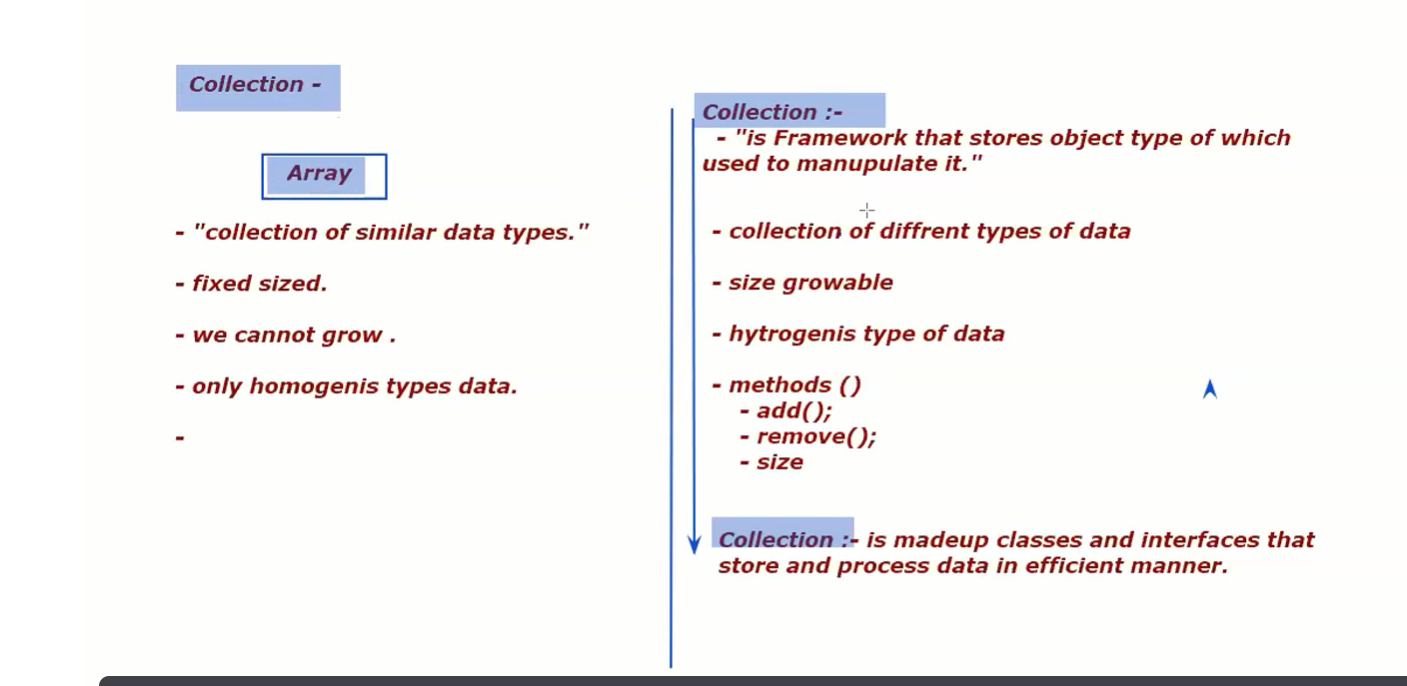 Collection -
Array
- "collection of similar data types."
- fixed sized.
- we cannot grow .
- only homogenis types data.
-
Collection :-
- "is Framework that stores object type of which
used to manupulate it."
- collection of diffrent types of data
- size growable
- hytrogenis type of data
- methods ()
- add();
- remove();
- size
Collection :- is madeup classes and interfaces that
store and process data in efficient manner.